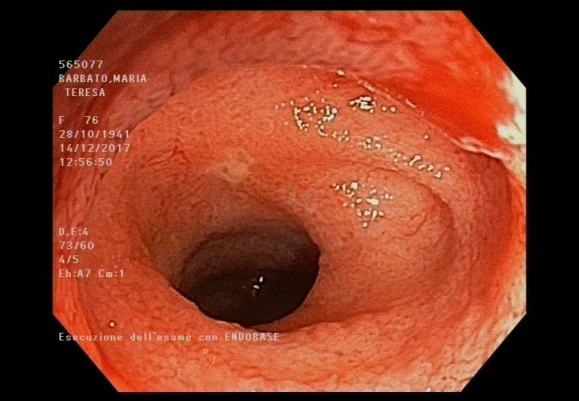 565077
BARBATO,MARIA
TERESA
F 76
28/10/1941
14/12/2017
12:56:50
D.F:4
73/60
4/5
Eh:A7 Cm:1
Esecuzione dell'esame con ENDOBASE